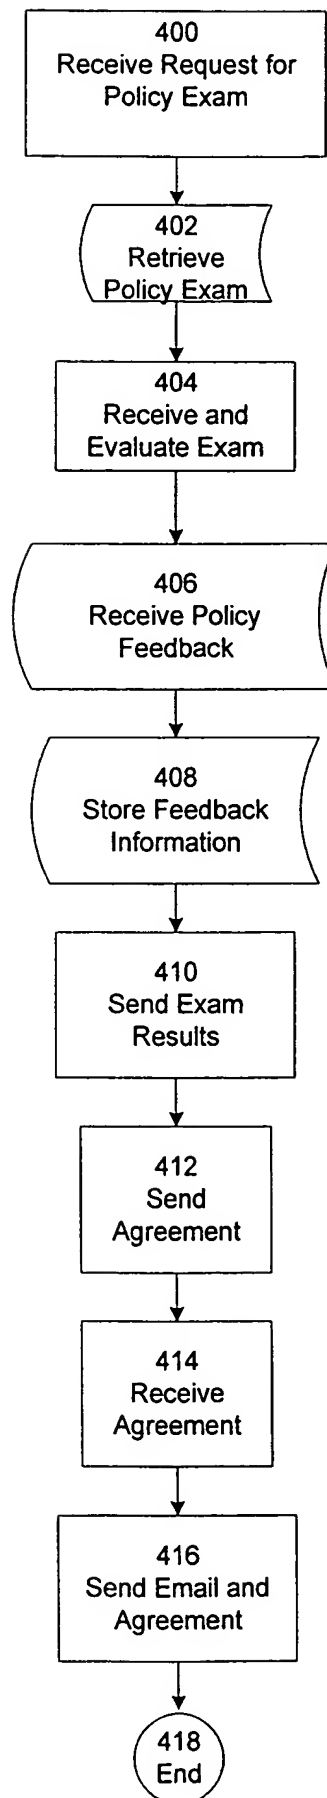 400
Receive Request for
Policy Exam
402
Retrieve
Policy Exam
404
Receive and
Evaluate Exam
406
Receive Policy
Feedback
408
Store Feedback
Information
410
Send Exam
Results
412
Send
Agreement
414
Receive
Agreement
416
Send Email and
Agreement
418
End